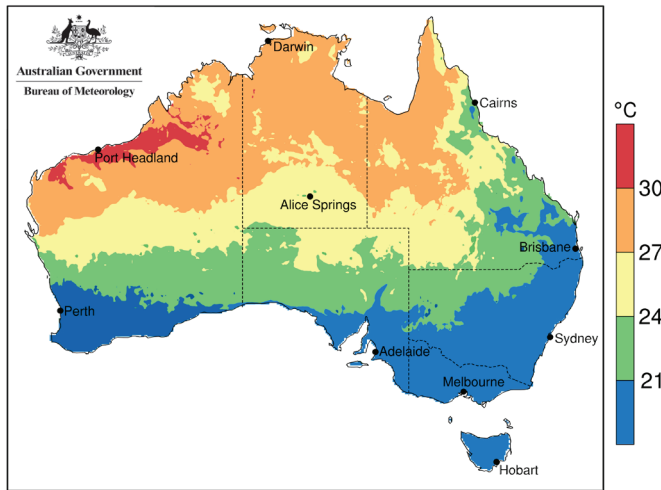 Australian Government
Bureau of Meteorology
Darwin
Cairns
°C
Port Headland
30
Alice Springs
27
Brisbane
24
Perth
Sydney
Adelaide
21
Melbourne
Hobart